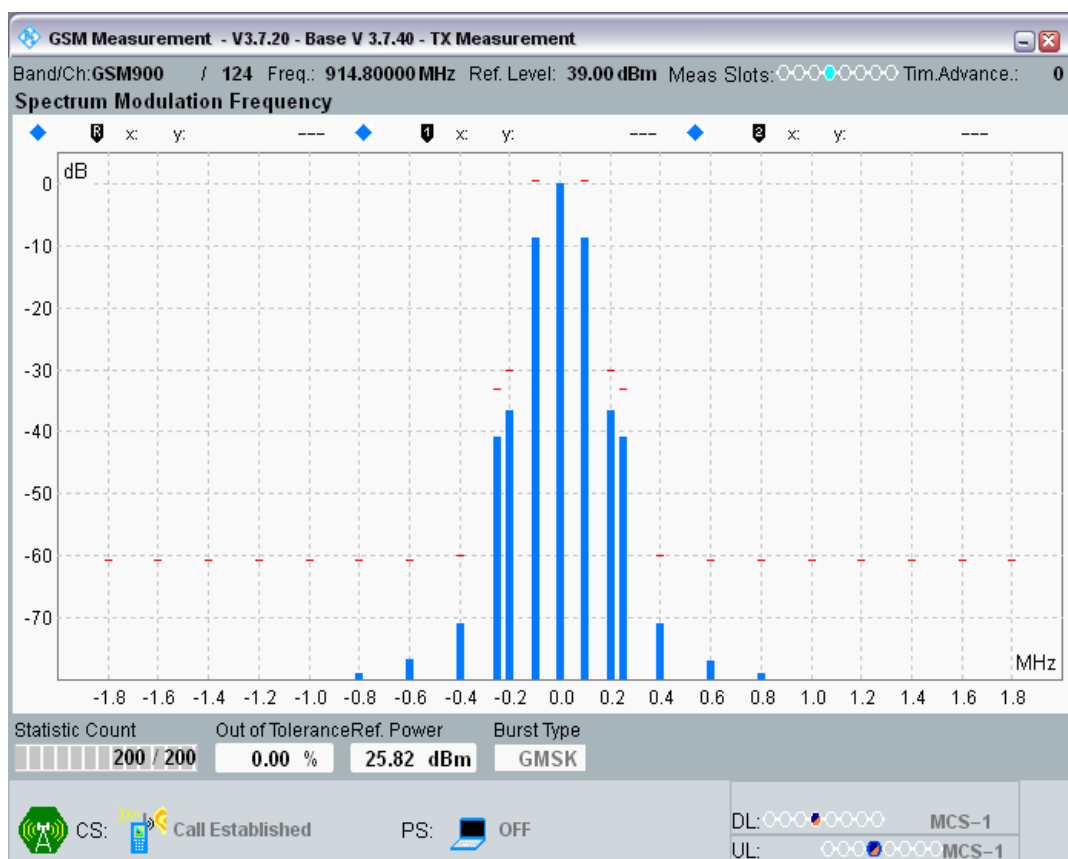 GSM Measurement - V3.7.20 - Base V 3.7.40 - TX Measurement
Band/Ch:GSM900 / 124 Freq.: 914.80000 MHz Ref. Level: 39.00 dBm Meas Slots: Tim.Advance.: 0
Spectrum Modulation Frequency
R x: y: --- 1 x: y: --- 2 x: y: ---
dB
0
-10
-20
-30
-40
-50
-60
-70
MHz
-1.8 -1.6 -1.4 -1.2 -1.0 -0.8 -0.6 -0.4 -0.2 0.0 0.2 0.4 0.6 0.8 1.0 1.2 1.4 1.6 1.8
Statistic Count Out of Tolerance Ref. Power Burst Type
200 / 200 0.00 % 25.82 dBm GMSK
CS: Call Established PS: OFF
DL: MCS-1
UL: MCS-1